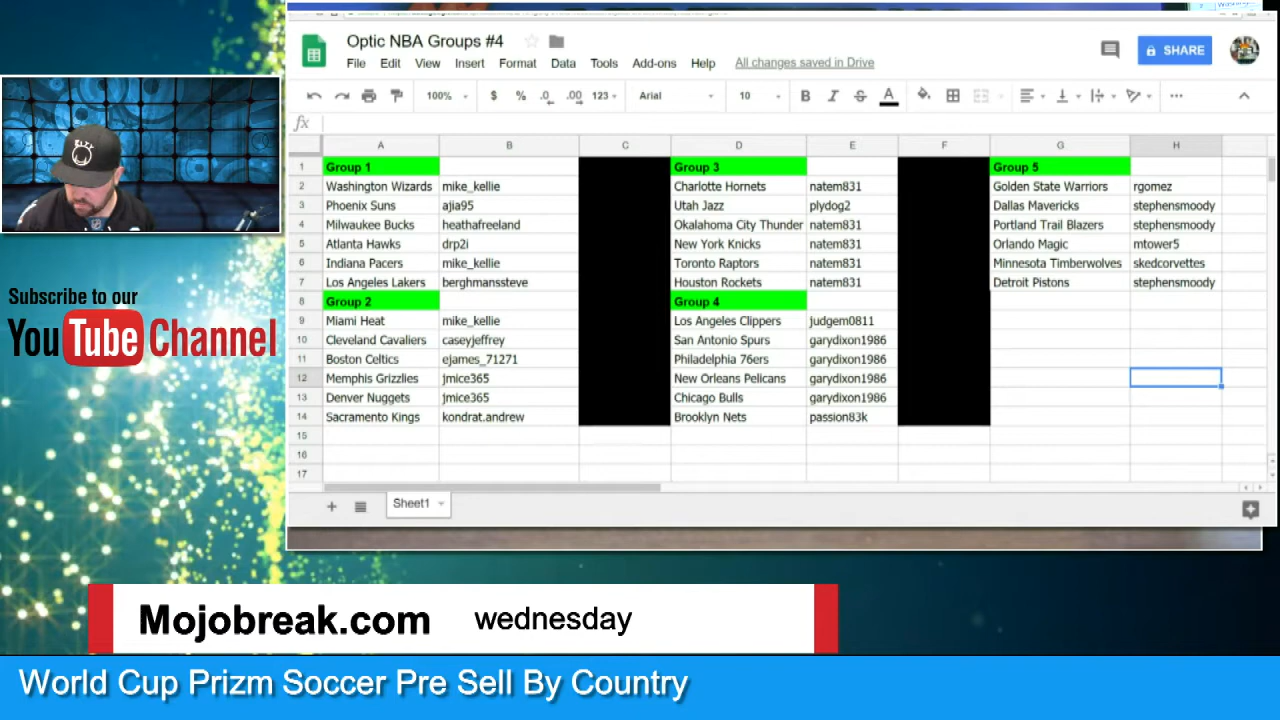 Optic NBA Groups #4
File Edit View Insert Format Data Tools Add-ons Help All changes saved in Drive
SHARE
100% $ % .0 .00 123 Arial 10 B I S A
fx
A B C D E F G H
1 Group 1 Group 3 Group 5
2 Washington Wizards mike_kellie Charlotte Hornets natem831 Golden State Warriors rgomez
3 Phoenix Suns ajia95 Utah Jazz plydog2 Dallas Mavericks stephensmoody
4 Milwaukee Bucks heathafreeland Okalahoma City Thunder natem831 Portland Trail Blazers stephensmoody
5 Atlanta Hawks drp2i New York Knicks natem831 Orlando Magic mtower5
6 Indiana Pacers mike_kellie Toronto Raptors natem831 Minnesota Timberwolves skedcorvettes
7 Los Angeles Lakers berghmanssteve Houston Rockets natem831 Detroit Pistons stephensmoody
8 Group 2 Group 4
9 Miami Heat mike_kellie Los Angeles Clippers judgem0811
10 Cleveland Cavaliers caseyjeffrey San Antonio Spurs garydixon1986
11 Boston Celtics ejames_71271 Philadelphia 76ers garydixon1986
12 Memphis Grizzlies jmice365 New Orleans Pelicans garydixon1986
13 Denver Nuggets jmice365 Chicago Bulls garydixon1986
14 Sacramento Kings kondrat.andrew Brooklyn Nets passion83k
15
16
17
Sheet1
Subscribe to our
YouTube Channel
Mojobreak.com wednesday
World Cup Prizm Soccer Pre Sell By Country